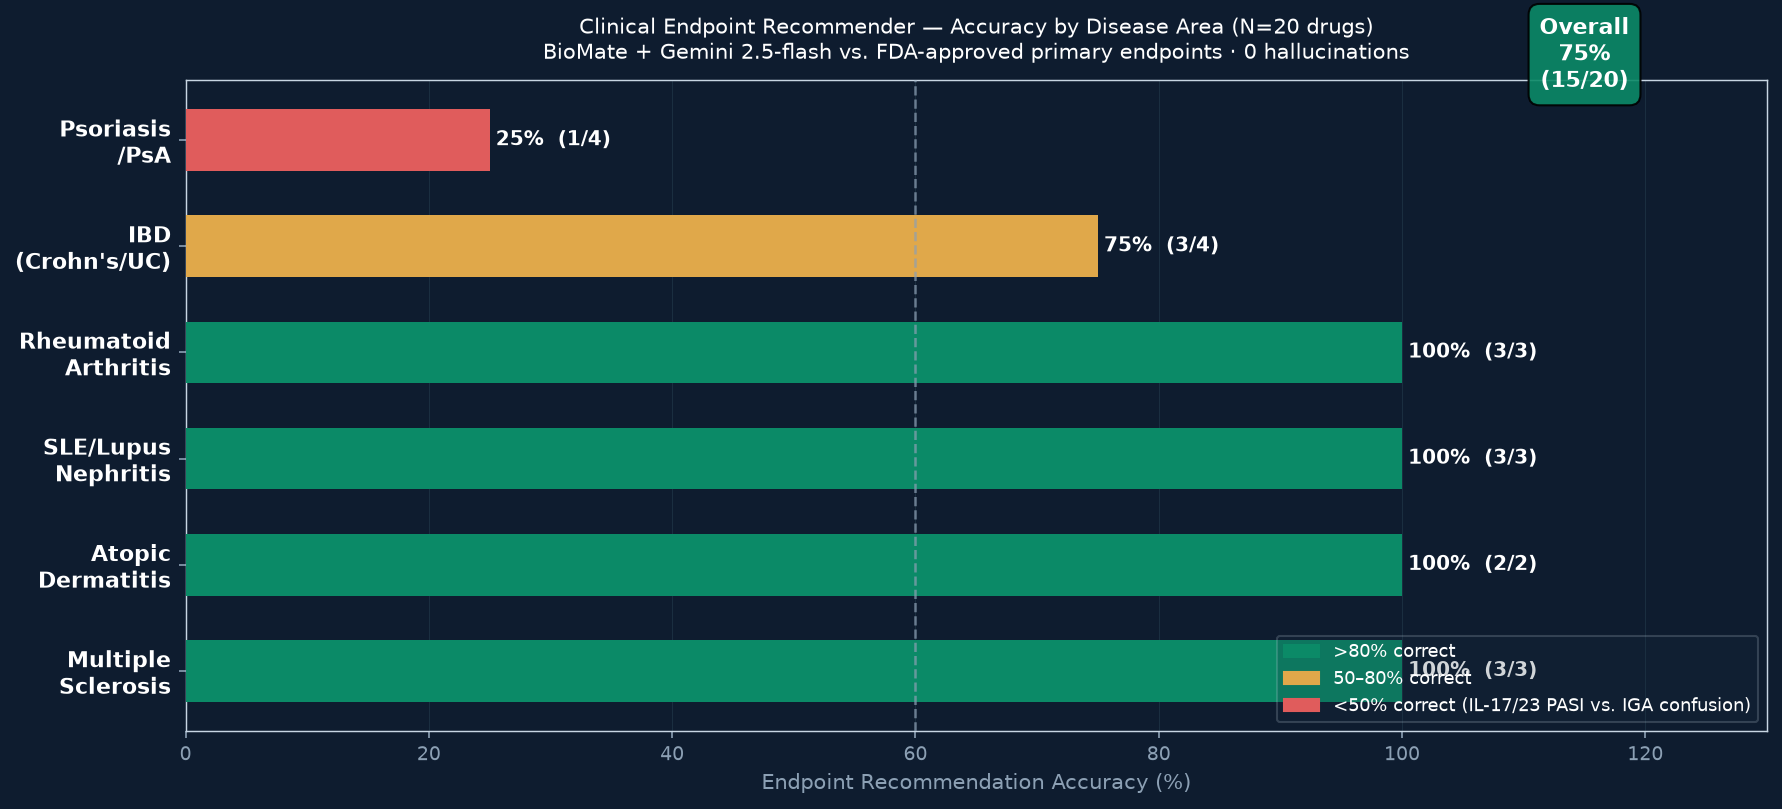 Clinical Endpoint Recommender — Accuracy by Disease Area (N=20 drugs)
BioMate + Gemini 2.5-flash vs. FDA-approved primary endpoints · 0 hallucinations
Overall
75%
(15/20)
Psoriasis
/PsA
25% (1/4)
IBD
(Crohn's/UC)
75% (3/4)
Rheumatoid
Arthritis
100% (3/3)
SLE/Lupus
Nephritis
100% (3/3)
Atopic
Dermatitis
100% (2/2)
Multiple
Sclerosis
100% (3/3)
>80% correct
50–80% correct
<50% correct (IL-17/23 PASI vs. IGA confusion)
0 20 40 60 80 100 120
Endpoint Recommendation Accuracy (%)